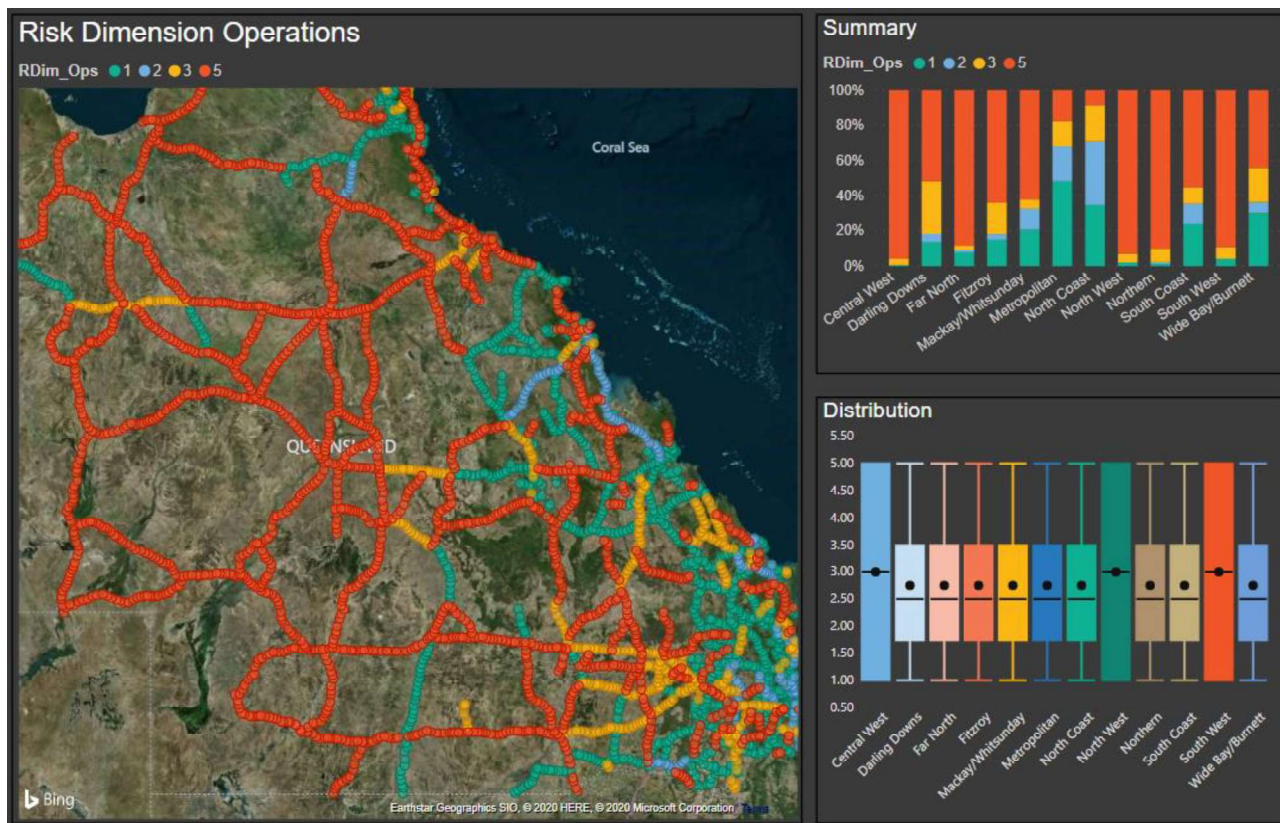 Risk Dimension Operations
RDim_Ops 1 2 3 5
Coral Sea
QUEENSLAND
Bing
Earthstar Geographics SIO, © 2020 HERE, © 2020 Microsoft Corporation Terms
Summary
RDim_Ops 1 2 3 5
100%
80%
60%
40%
20%
0%
Central West
Darling Downs
Far North
Fitzroy
Mackay/Whitsunday
Metropolitan
North Coast
North West
Northern
South Coast
South West
Wide Bay/Burnett
Distribution
5.50
5.00
4.50
4.00
3.50
3.00
2.50
2.00
1.50
1.00
0.50
Central West
Darling Downs
Far North
Fitzroy
Mackay/Whitsunday
Metropolitan
North Coast
North West
Northern
South Coast
South West
Wide Bay/Burnett